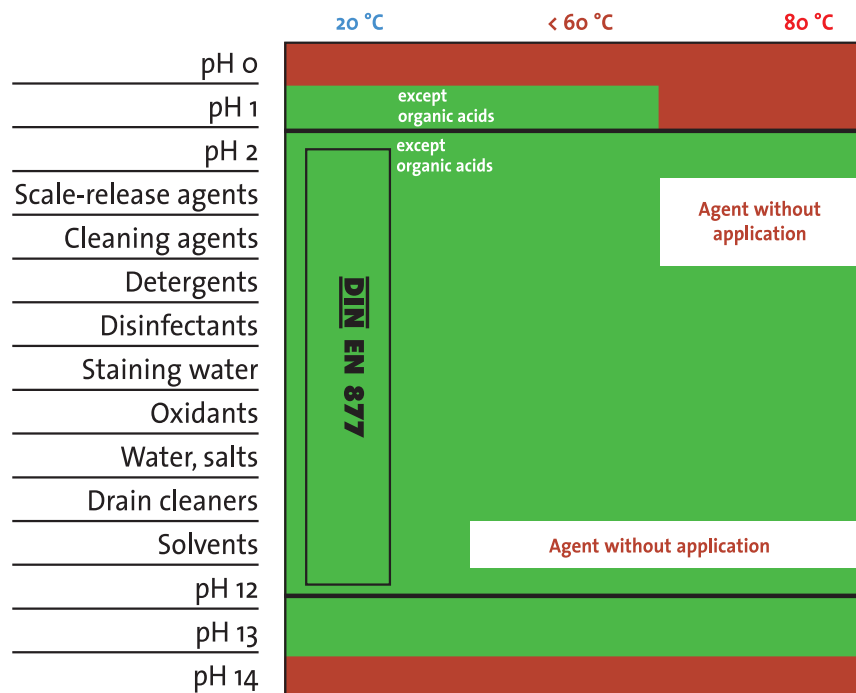 20 °C < 60 °C 80 °C
pH 0
pH 1
except
organic acids
pH 2
except
organic acids
Scale-release agents
Agent without
application
Cleaning agents
Detergents
Disinfectants
DIN EN 877
Staining water
Oxidants
Water, salts
Drain cleaners
Solvents
Agent without application
pH 12
pH 13
pH 14